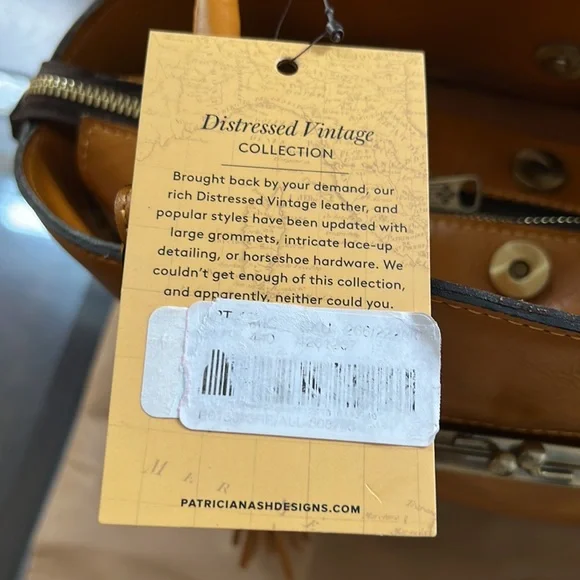 Distressed Vintage
COLLECTION
Brought back by your demand, our
rich Distressed Vintage leather, and
popular styles have been updated with
large grommets, intricate lace-up
detailing, or horseshoe hardware. We
couldn't get enough of this collection,
and apparently, neither could you.
PATRICIANASHDESIGNS.COM